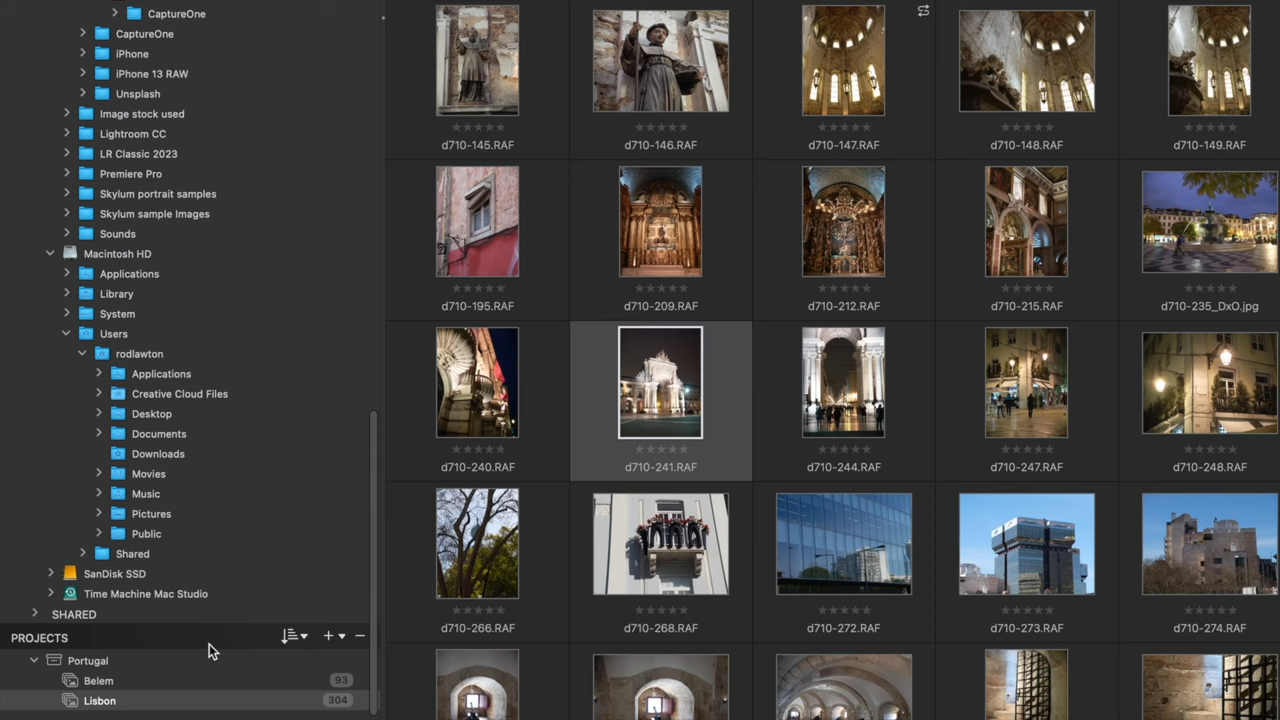 CaptureOne
CaptureOne
iPhone
iPhone 13 RAW
Unsplash
Image stock used
Lightroom CC
LR Classic 2023
Premiere Pro
Skylum portrait samples
Skylum sample Images
Sounds
Macintosh HD
Applications
Library
System
Users
rodlawton
Applications
Creative Cloud Files
Desktop
Documents
Downloads
Movies
Music
Pictures
Public
Shared
SanDisk SSD
Time Machine Mac Studio
SHARED
PROJECTS
Portugal
Belem 93
Lisbon 304
d710-145.RAF d710-146.RAF d710-147.RAF d710-148.RAF d710-149.RAF
d710-195.RAF d710-209.RAF d710-212.RAF d710-215.RAF d710-235_DxO.jpg
d710-240.RAF d710-241.RAF d710-244.RAF d710-247.RAF d710-248.RAF
d710-266.RAF d710-268.RAF d710-272.RAF d710-273.RAF d710-274.RAF